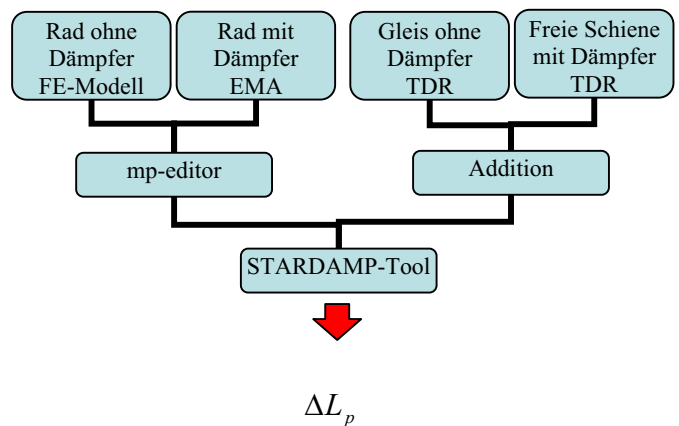 Rad ohne
Dämpfer
FE-Modell
Rad mit
Dämpfer
EMA
Gleis ohne
Dämpfer
TDR
Freie Schiene
mit Dämpfer
TDR
mp-editor
Addition
STARDAMP-Tool
ΔL_p